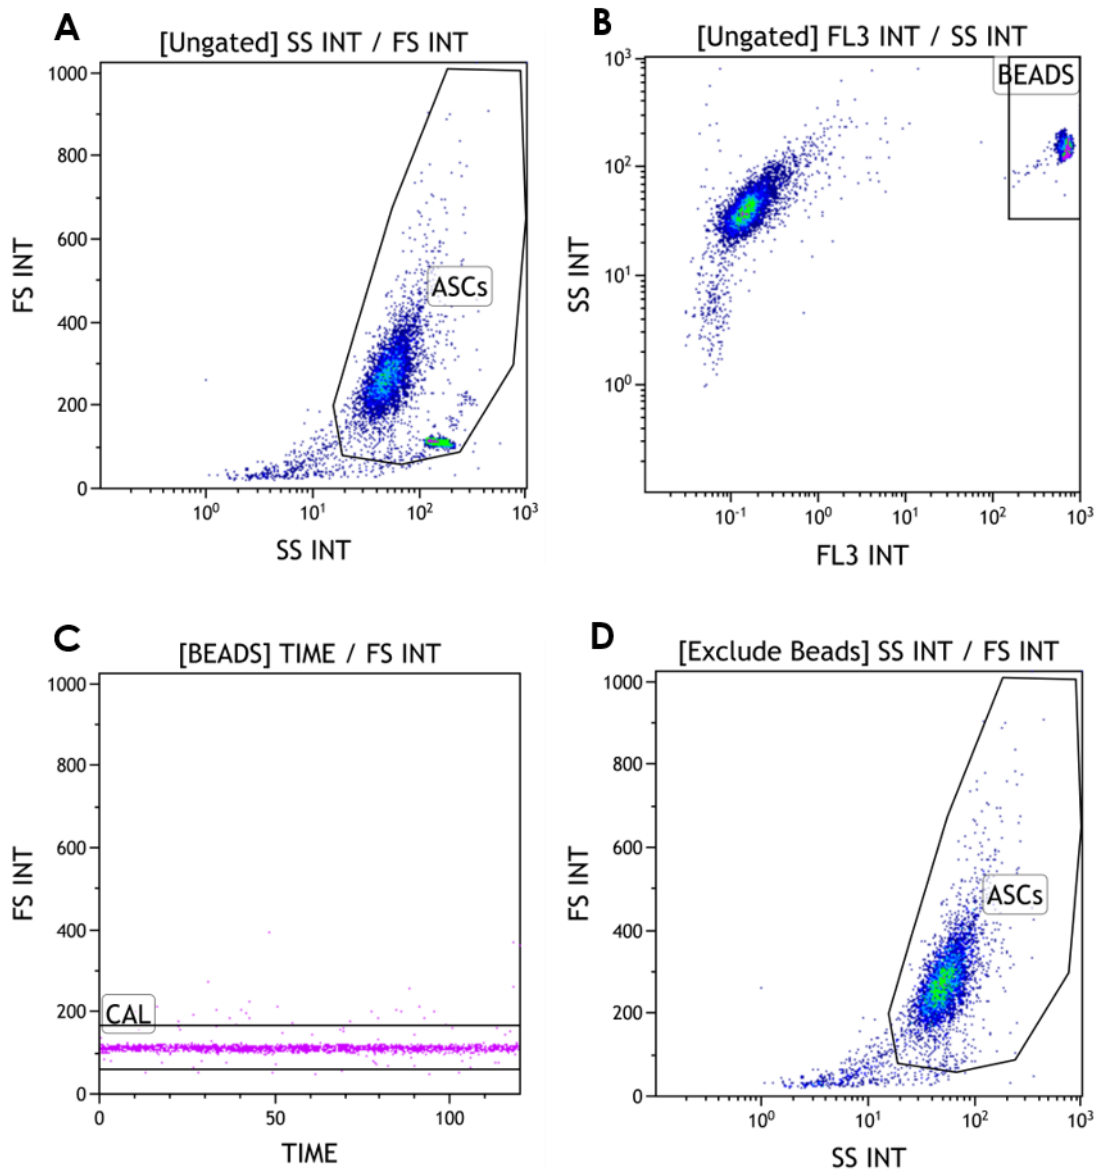 A
[Ungated] SS INT / FS INT
1000
800
600
400
200
0
FS INT
ASCs
10⁰
10¹
10²
10³
SS INT
B
[Ungated] FL3 INT / SS INT
10³
10²
10¹
10⁰
SS INT
BEADS
10⁻¹
10⁰
10¹
10²
10³
FL3 INT
C
[BEADS] TIME / FS INT
1000
800
600
400
200
0
FS INT
CAL
0
50
100
TIME
D
[Exclude Beads] SS INT / FS INT
1000
800
600
400
200
0
FS INT
ASCs
10⁰
10¹
10²
10³
SS INT